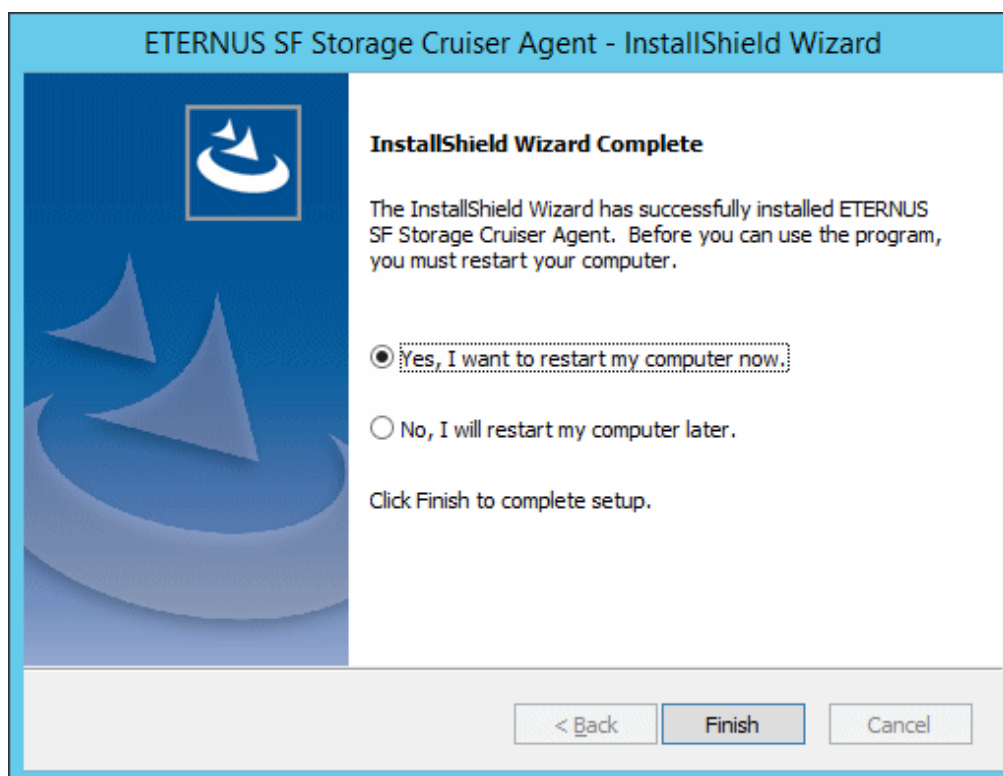 ETERNUS SF Storage Cruiser Agent - InstallShield Wizard
InstallShield Wizard Complete
The InstallShield Wizard has successfully installed ETERNUS
SF Storage Cruiser Agent.  Before you can use the program,
you must restart your computer.
Yes, I want to restart my computer now.
No, I will restart my computer later.
Click Finish to complete setup.
< Back
Finish
Cancel